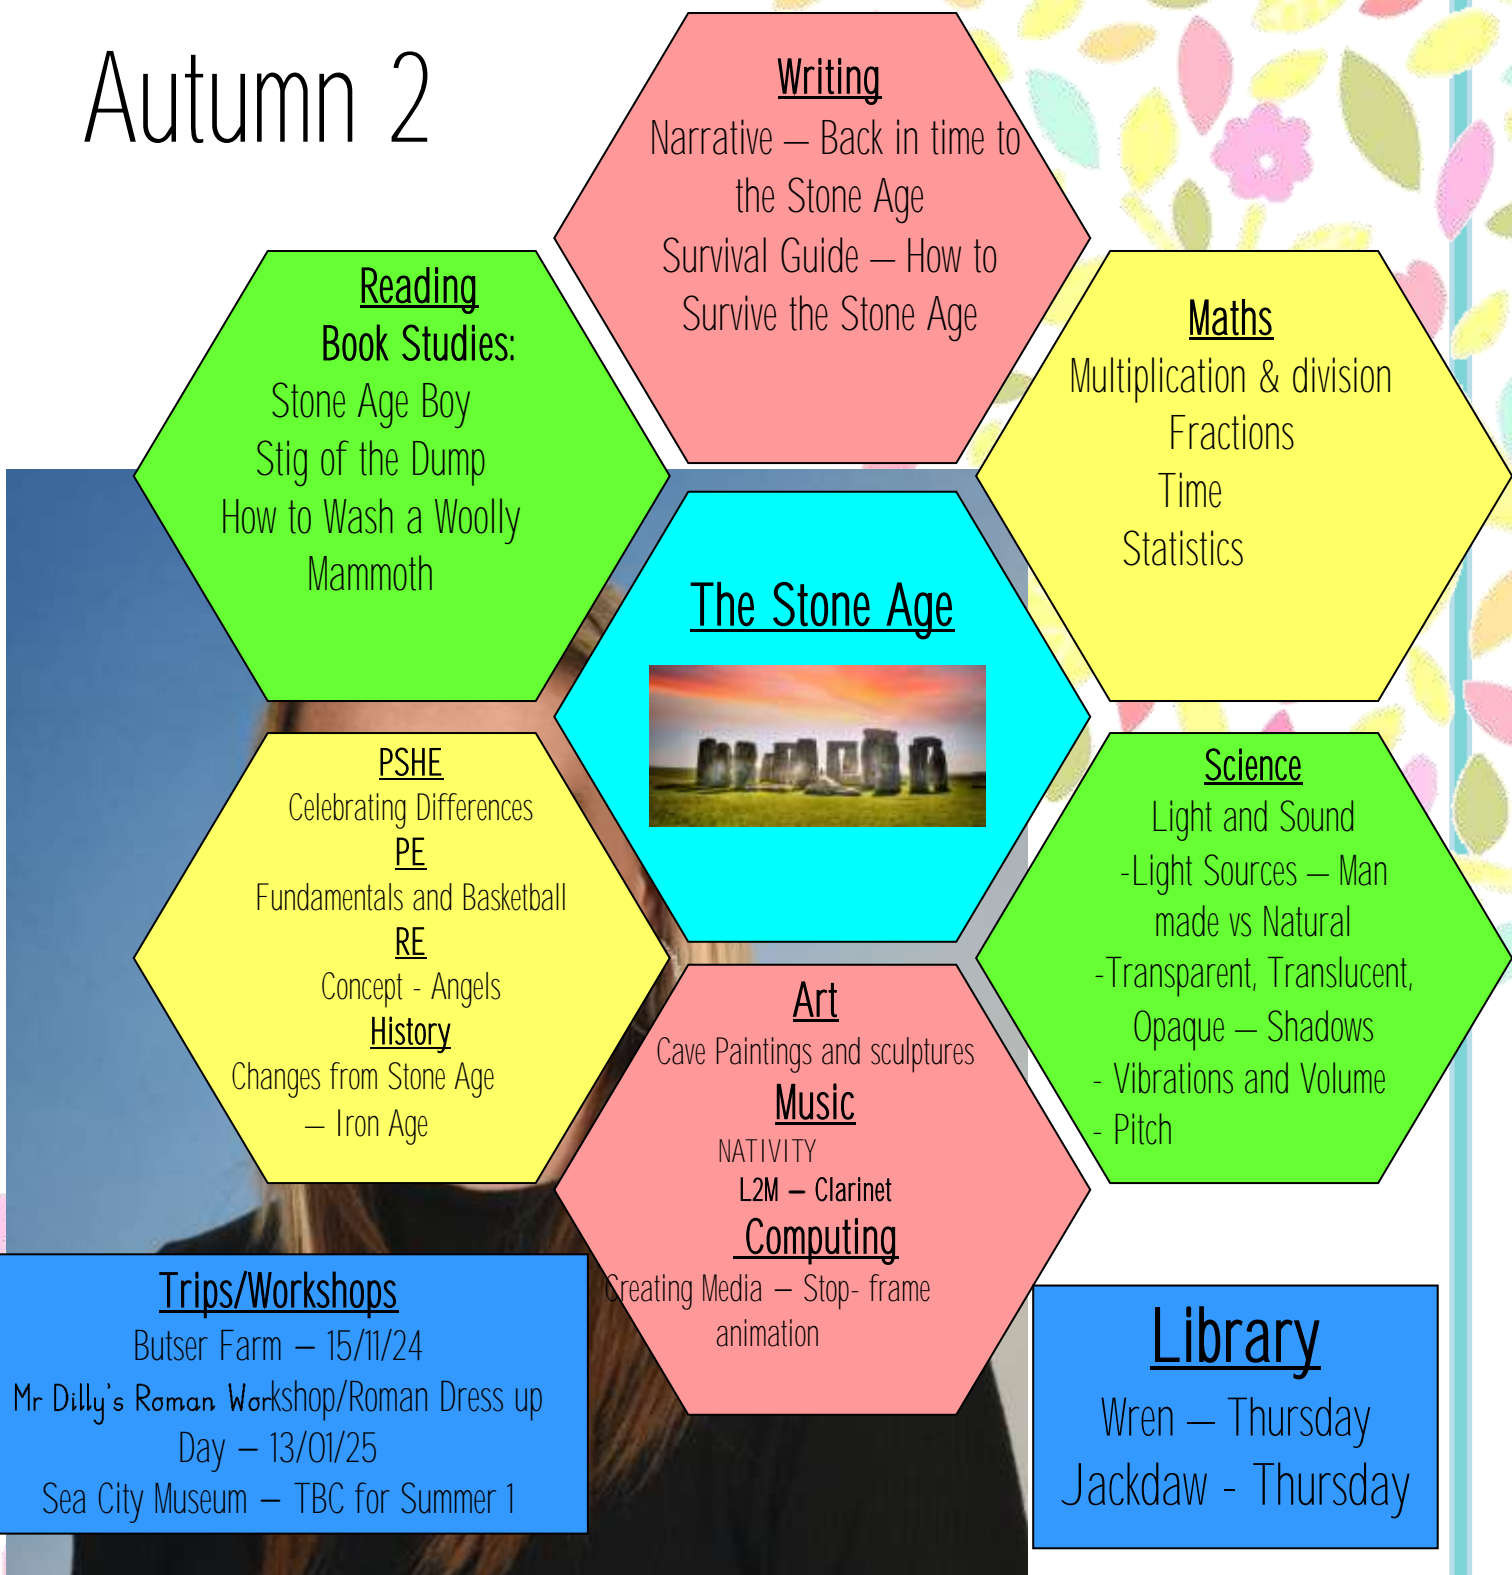 Autumn 2
Writing
Narrative – Back in time to
the Stone Age
Survival Guide – How to
Survive the Stone Age
Reading
Book Studies:
Stone Age Boy
Stig of the Dump
How to Wash a Woolly
Mammoth
Maths
Multiplication & division
Fractions
Time
Statistics
The Stone Age
PSHE
Celebrating Differences
PE
Fundamentals and Basketball
RE
Concept - Angels
History
Changes from Stone Age
– Iron Age
Science
Light and Sound
-Light Sources – Man
made vs Natural
-Transparent, Translucent,
Opaque – Shadows
- Vibrations and Volume
- Pitch
Art
Cave Paintings and sculptures
Music
NATIVITY
L2M – Clarinet
Computing
Creating Media – Stop- frame
animation
Trips/Workshops
Butser Farm – 15/11/24
Mr Dilly's Roman Workshop/Roman Dress up
Day – 13/01/25
Sea City Museum – TBC for Summer 1
Library
Wren – Thursday
Jackdaw - Thursday